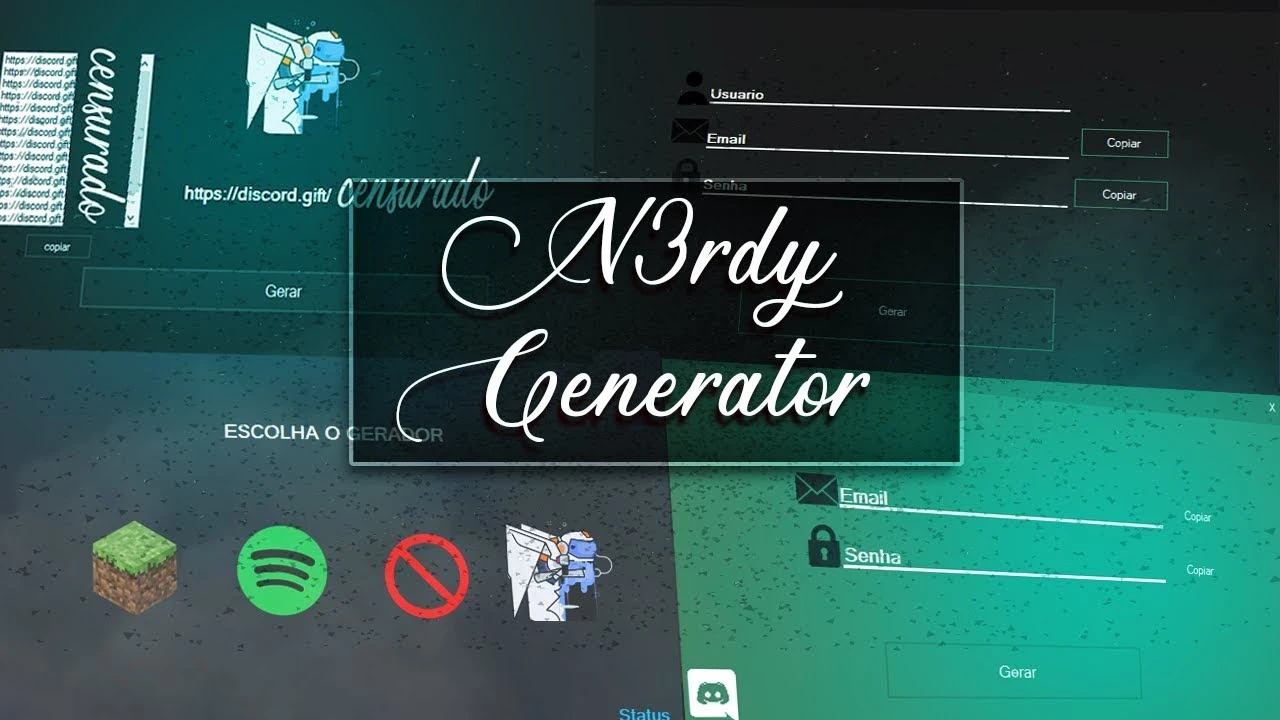 https://discord.gift
https://discord.gift
https://discord.gift
https://discord.gift
https://discord.gift
https://discord.gift
https://discord.gift
https://discord.gift
https://discord.gift
https://discord.gift
https://discord.gift
https://discord.gift
https://discord.gift
https://discord.gift
censurado
copiar
https://discord.gift/ censurado
Gerar
Usuario
Email
Copiar
Senha
Copiar
Gerar
N3rdy
Generator
ESCOLHA O GERADOR
Status
X
Email
Copiar
Senha
Copiar
Gerar